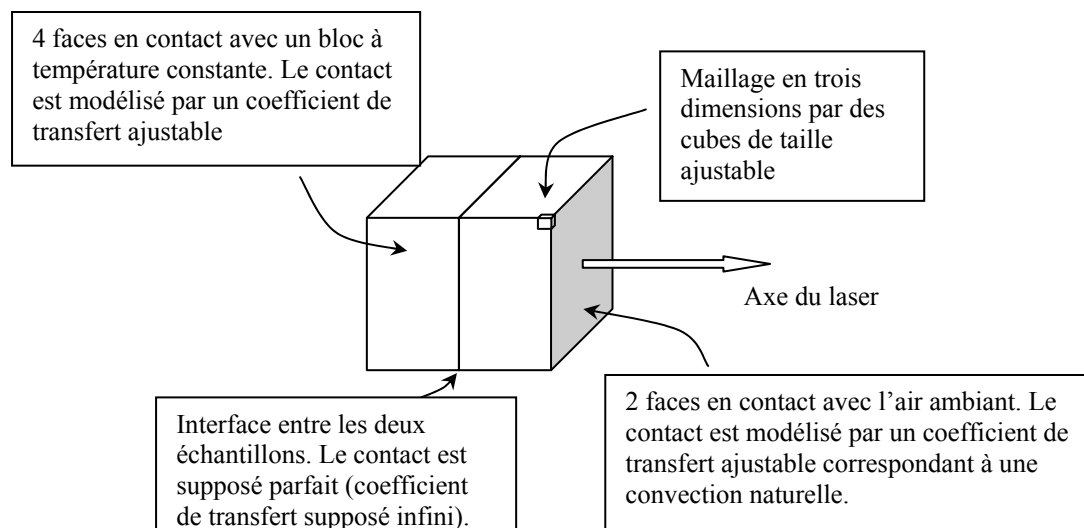 4 faces en contact avec un bloc à
température constante. Le contact
est modélisé par un coefficient de
transfert ajustable
Maillage en trois
dimensions par des
cubes de taille
ajustable
Axe du laser
Interface entre les deux
échantillons. Le contact est
supposé parfait (coefficient
de transfert supposé infini).
2 faces en contact avec l’air ambiant. Le
contact est modélisé par un coefficient de
transfert ajustable correspondant à une
convection naturelle.